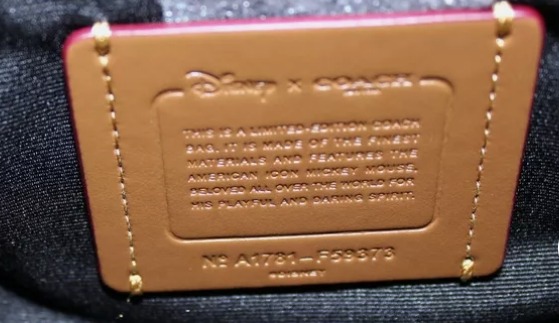 Disney x COACH
THIS IS A LIMITED-EDITION COACH
BAG. IT IS MADE OF THE FINEST
MATERIALS AND FEATURES THE
AMERICAN ICON MICKEY MOUSE,
BELOVED ALL OVER THE WORLD FOR
HIS PLAYFUL AND DARING SPIRIT.
Nº A1781-F59373
©DISNEY